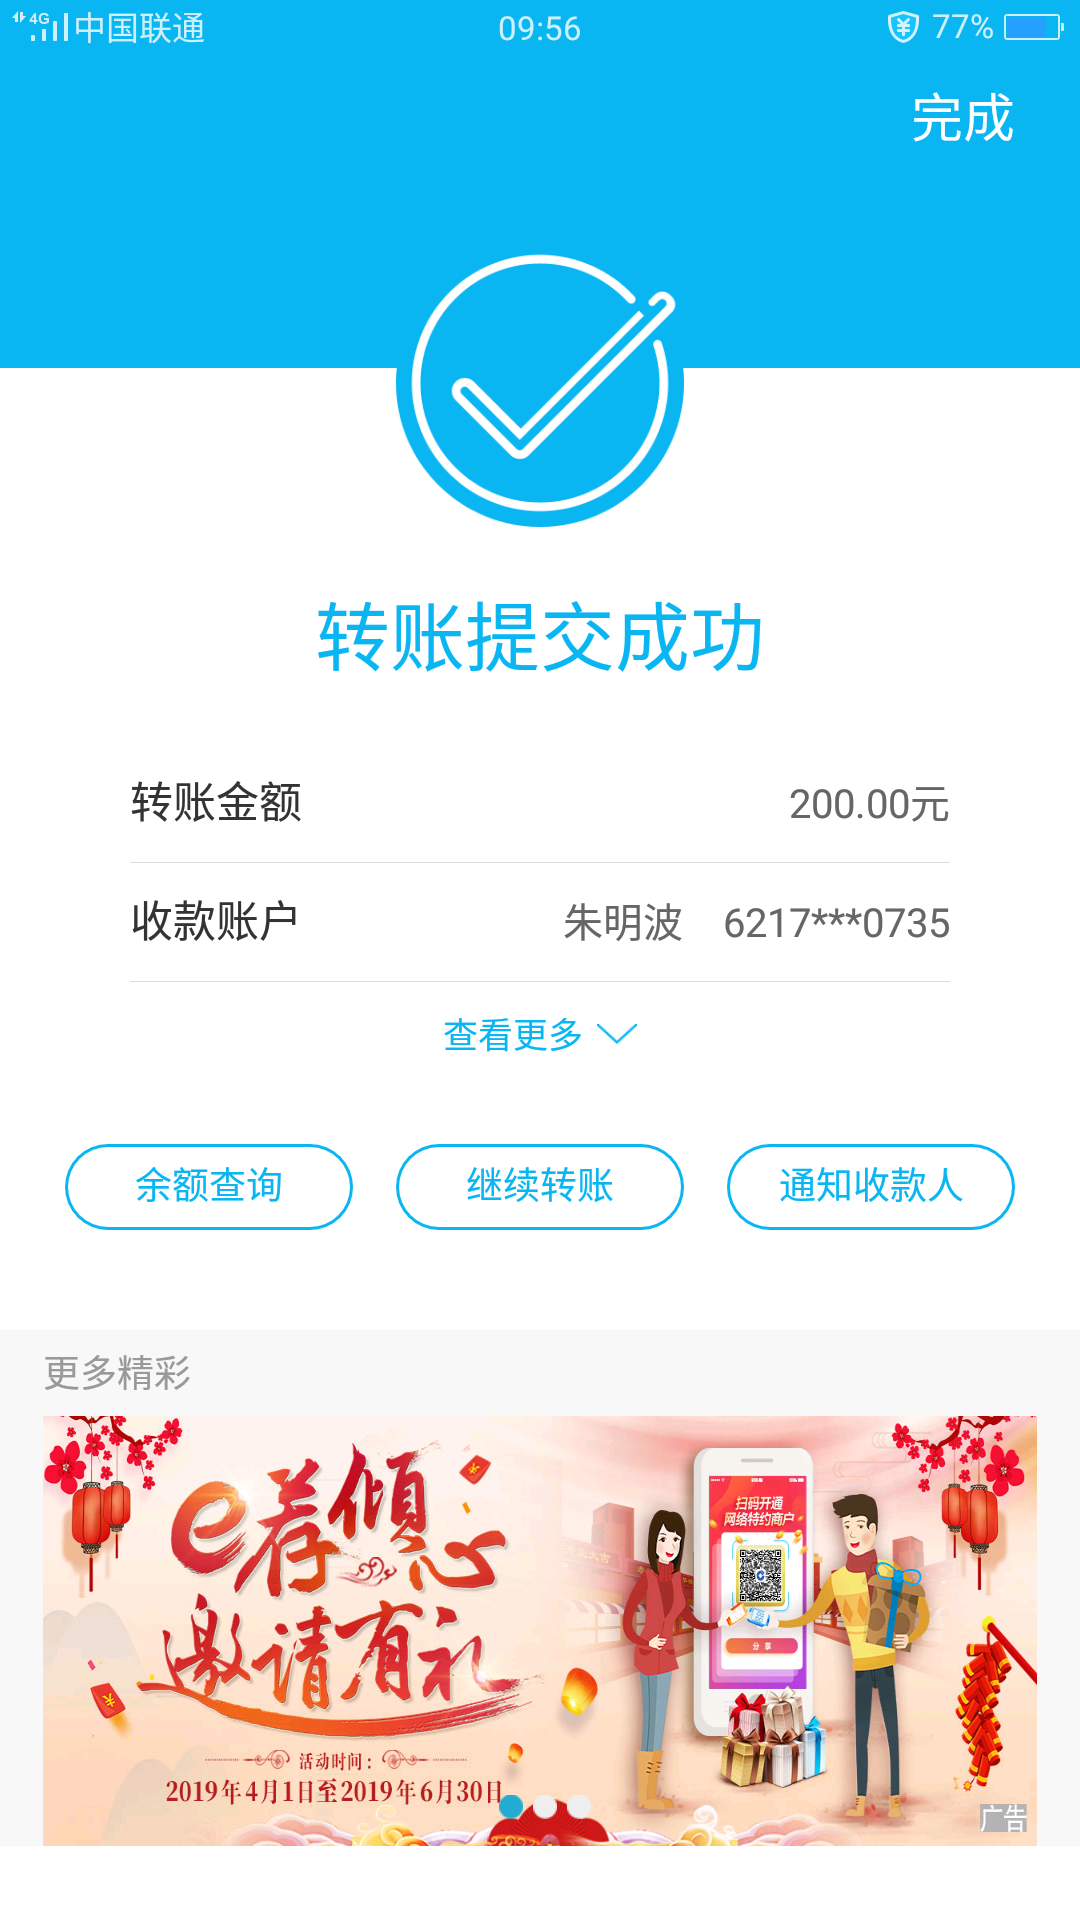 4G 中国联通 09:56 77%
完成
转账提交成功
转账金额 200.00元
收款账户 朱明波 6217***0735
查看更多
余额查询 继续转账 通知收款人
更多精彩
e荐倾心
邀请有礼
活动时间:
2019年4月1日至2019年6月30日
扫码开通
网络特约商户
分享
广告